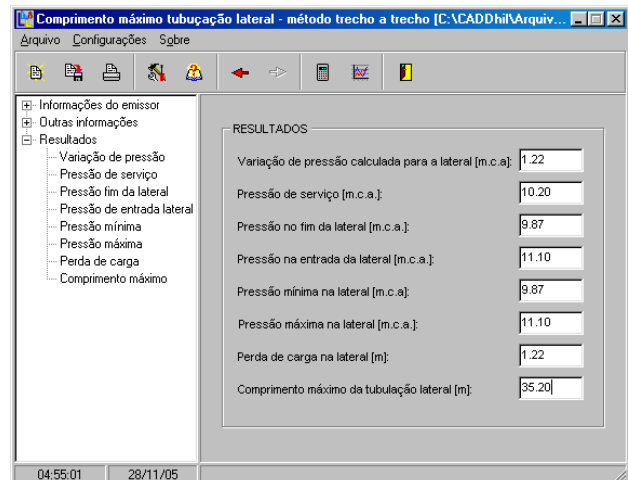 Comprimento máximo tubuçação lateral - método trecho a trecho [C:\CADDhil\Arquiv...
Arquivo Configurações Sobre
Informações do emissor
Outras informações
Resultados
Variação de pressão
Pressão de serviço
Pressão fim da lateral
Pressão de entrada lateral
Pressão mínima
Pressão máxima
Perda de carga
Comprimento máximo
RESULTADOS
Variação de pressão calculada para a lateral [m.c.a]: 1.22
Pressão de serviço [m.c.a.]: 10.20
Pressão no fim da lateral [m.c.a.]: 9.87
Pressão na entrada da lateral [m.c.a.]: 11.10
Pressão mínima na lateral [m.c.a]: 9.87
Pressão máxima na lateral [m.c.a.]: 11.10
Perda de carga na lateral [m]: 1.22
Comprimento máximo da tubulação lateral [m]: 35.20
04:55:01 28/11/05